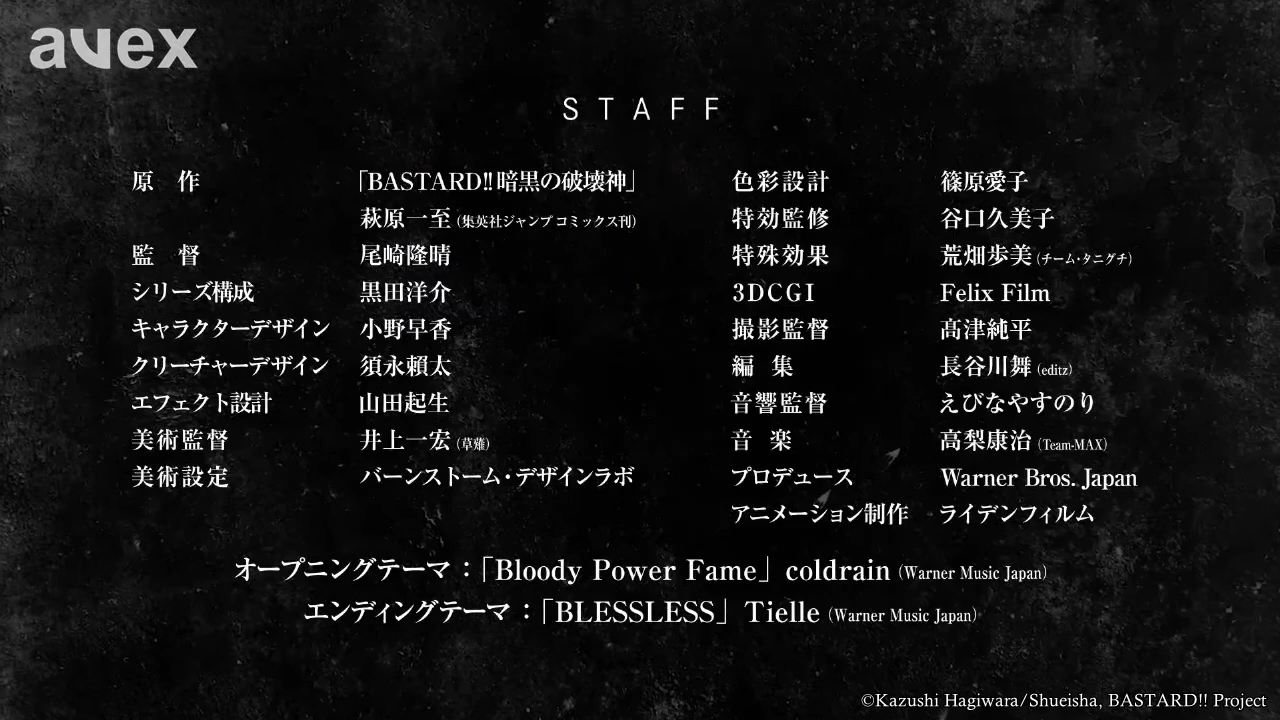 avex
STAFF
原 作 「BASTARD!! 暗黒の破壊神」
萩原一至 (集英社ジャンプ コミックス刊)
監 督 尾崎隆晴
シリーズ構成 黒田洋介
キャラクターデザイン 小野早香
クリーチャーデザイン 須永頼太
エフェクト設計 山田起生
美術監督 井上一宏 (草薙)
美術設定 バーンストーム・デザインラボ
色彩設計 篠原愛子
特効監修 谷口久美子
特殊効果 荒畑歩美 (チーム・タニグチ)
3DCGI Felix Film
撮影監督 髙津純平
編 集 長谷川舞 (editz)
音響監督 えびなやすのり
音 楽 高梨康治 (Team-MAX)
プロデュース Warner Bros. Japan
アニメーション制作 ライデンフィルム
オープニングテーマ:「Bloody Power Fame」coldrain (Warner Music Japan)
エンディングテーマ:「BLESSLESS」Tielle (Warner Music Japan)
©Kazushi Hagiwara/Shueisha, BASTARD!! Project